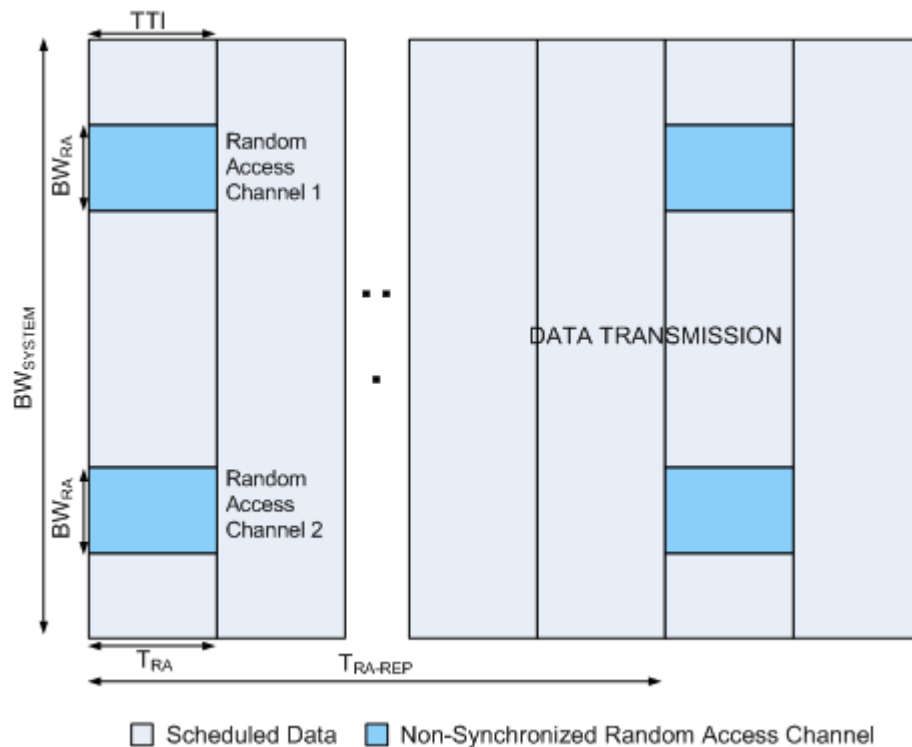 TTI
BW_RA
Random
Access
Channel 1
BW_SYSTEM
DATA TRANSMISSION
BW_RA
Random
Access
Channel 2
T_RA
T_RA-REP
Scheduled Data
Non-Synchronized Random Access Channel